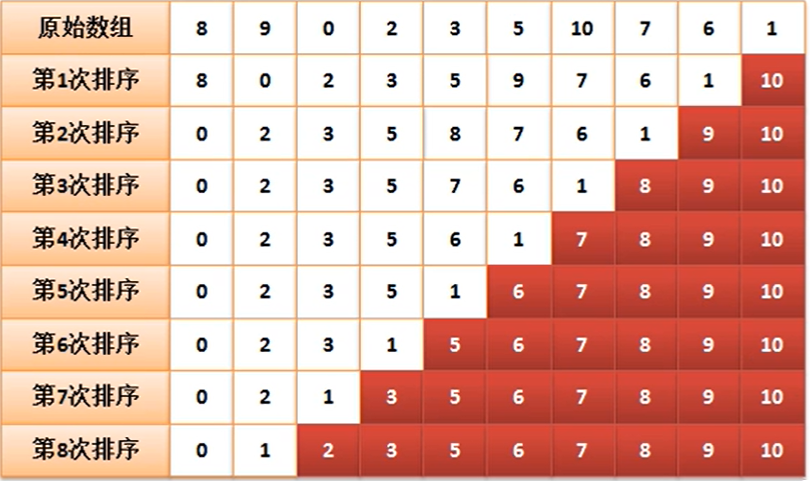 原始数组 8 9 0 2 3 5 10 7 6 1
第1次排序 8 0 2 3 5 9 7 6 1 10
第2次排序 0 2 3 5 8 7 6 1 9 10
第3次排序 0 2 3 5 7 6 1 8 9 10
第4次排序 0 2 3 5 6 1 7 8 9 10
第5次排序 0 2 3 5 1 6 7 8 9 10
第6次排序 0 2 3 1 5 6 7 8 9 10
第7次排序 0 2 1 3 5 6 7 8 9 10
第8次排序 0 1 2 3 5 6 7 8 9 10